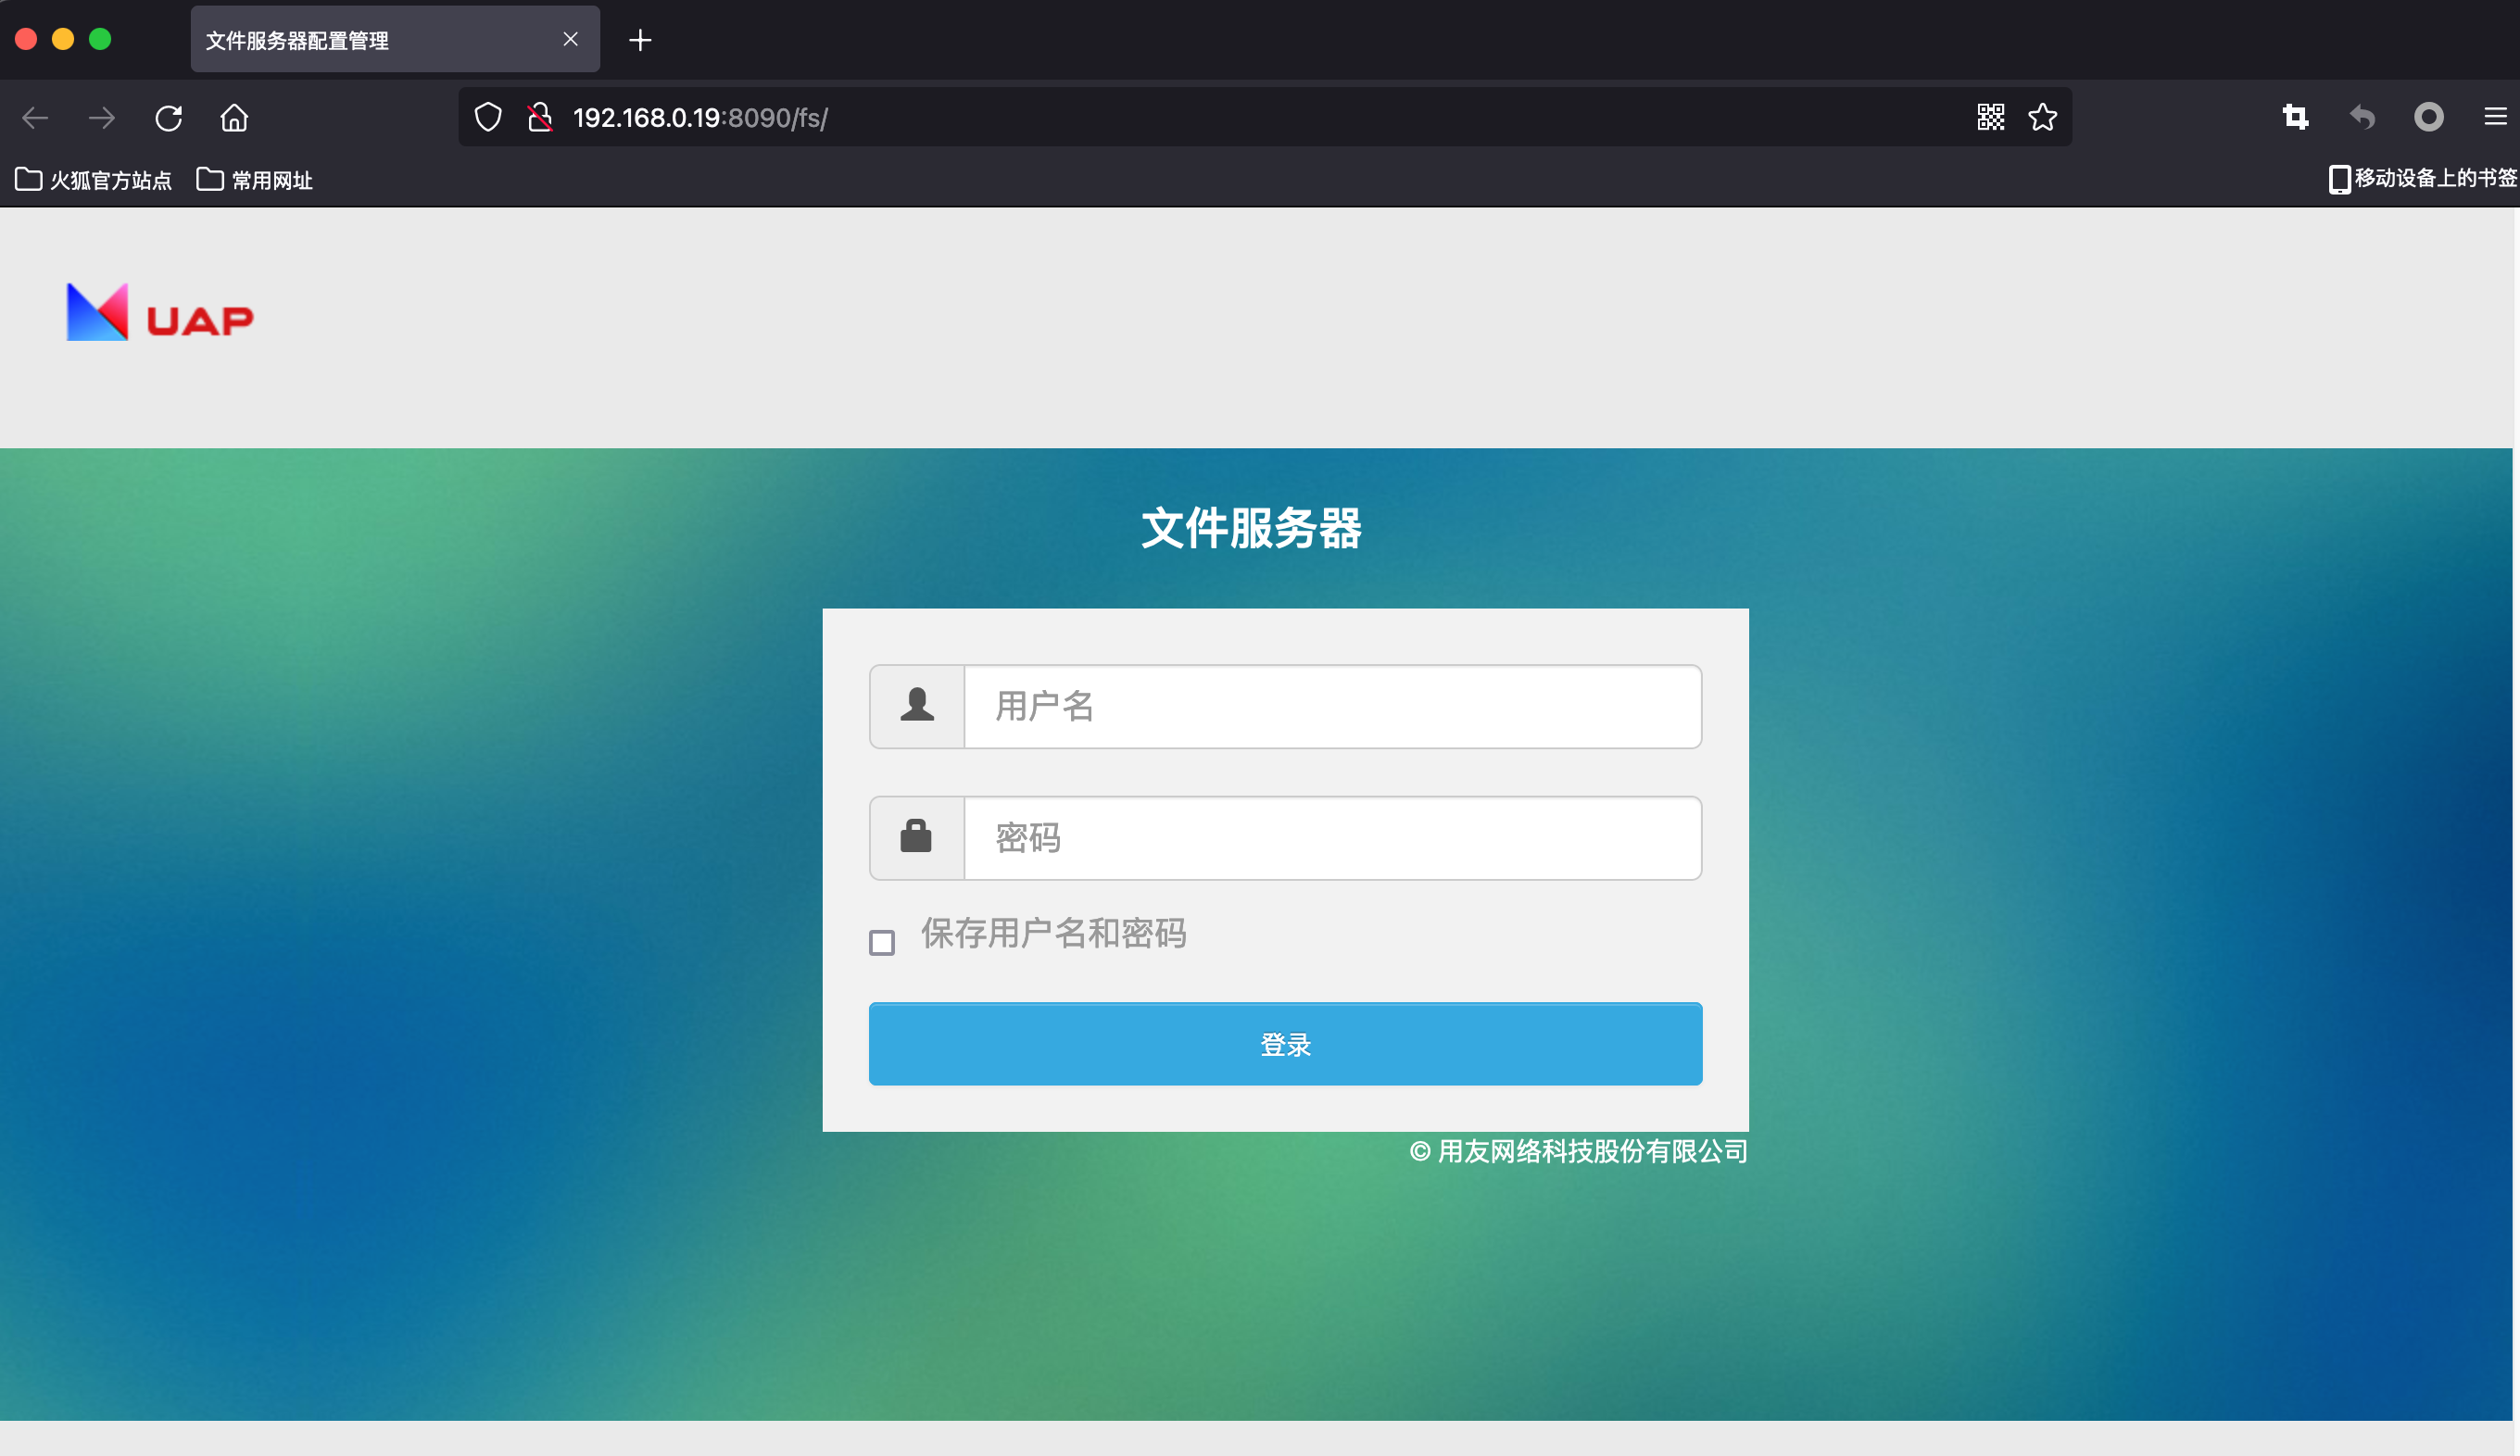 文件服务器配置管理
192.168.0.19:8090/fs/
火狐官方站点 常用网址 移动设备上的书签
UAP
文件服务器
用户名
密码
保存用户名和密码
登录
© 用友网络科技股份有限公司